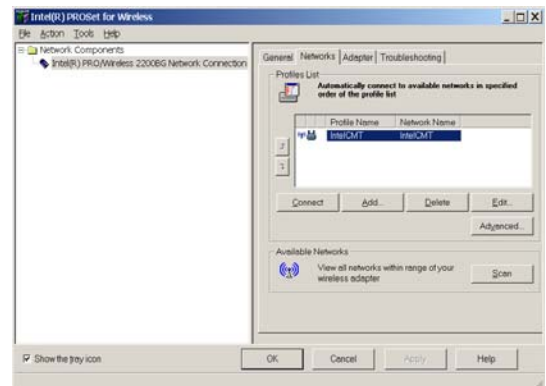 Intel(R) PROSet for Wireless
File Action Tools Help
Network Components
Intel(R) PRO/Wireless 2200BG Network Connection
General Networks Adapter Troubleshooting
Profiles List
Automatically connect to available networks in specified
order of the profile list
Profile Name Network Name
IntelCMT IntelCMT
Connect Add... Delete Edit...
Advanced...
Available Networks
View all networks within range of your
wireless adapter
Scan
Show the tray icon
OK Cancel Apply Help